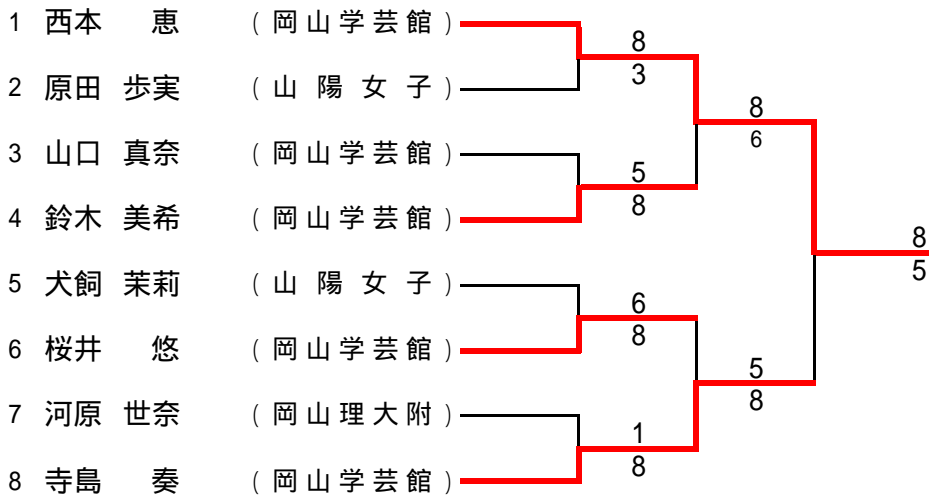 1 西本 恵 (岡山学芸館)
8
3
2 原田 歩実 (山陽女子)
8
6
3 山口 真奈 (岡山学芸館)
5
8
4 鈴木 美希 (岡山学芸館)
8
5
5 犬飼 茉莉 (山陽女子)
6
8
6 桜井 悠 (岡山学芸館)
5
8
7 河原 世奈 (岡山理大附)
1
8
8 寺島 奏 (岡山学芸館)